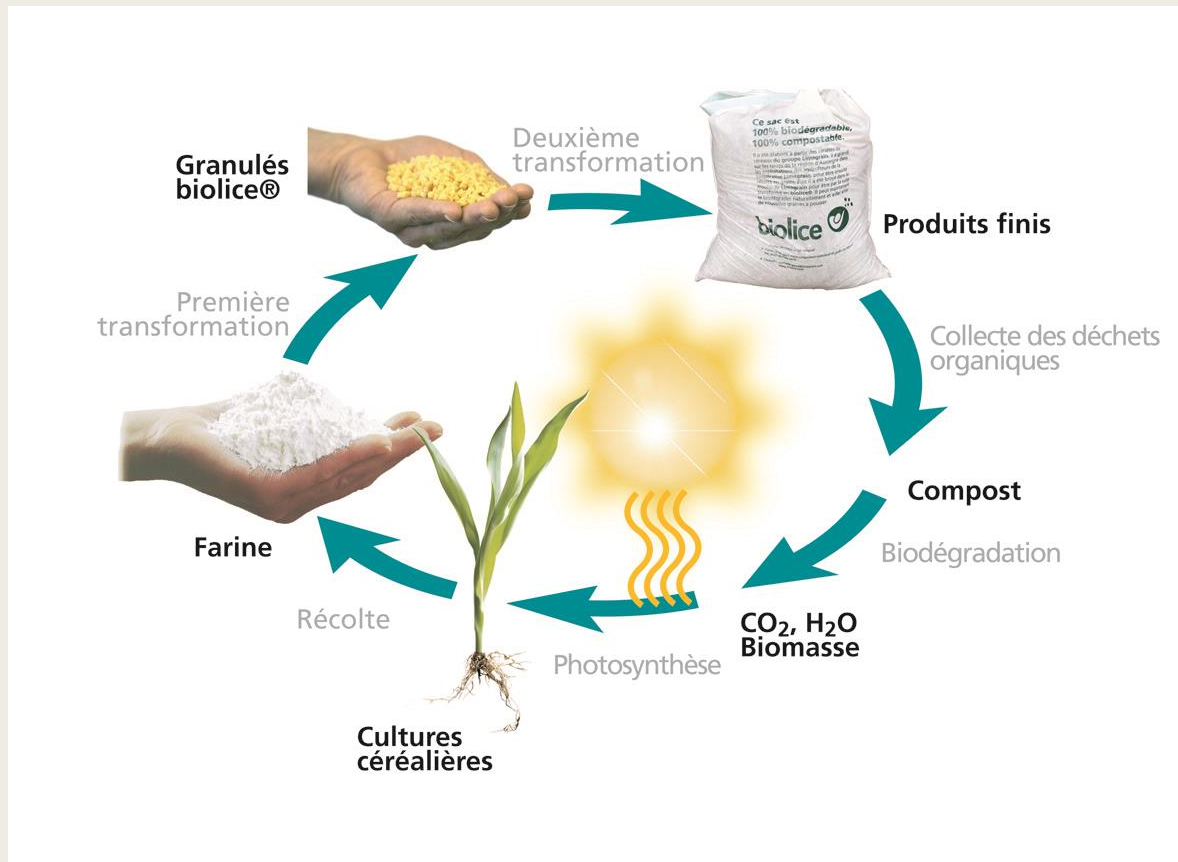 Granulés
biolice®
Deuxième
transformation
Ce sac est
100% biodégradable,
100% compostable.
biolice
Produits finis
Première
transformation
Collecte des déchets
organiques
Farine
Compost
Biodégradation
Récolte
CO₂, H₂O
Biomasse
Photosynthèse
Cultures
céréalières